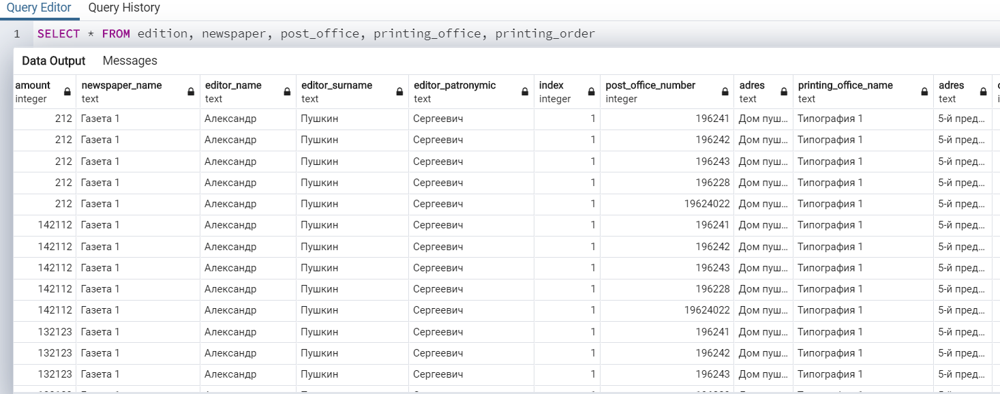 Query Editor Query History
1 SELECT * FROM edition, newspaper, post_office, printing_office, printing_order
Data Output Messages
amount newspaper_name editor_name editor_surname editor_patronymic index post_office_number adres printing_office_name adres
integer text text text text integer integer text text text
212 Газета 1 Александр Пушкин Сергеевич 1 196241 Дом пуш... Типография 1 5-й пред...
212 Газета 1 Александр Пушкин Сергеевич 1 196242 Дом пуш... Типография 1 5-й пред...
212 Газета 1 Александр Пушкин Сергеевич 1 196243 Дом пуш... Типография 1 5-й пред...
212 Газета 1 Александр Пушкин Сергеевич 1 196228 Дом пуш... Типография 1 5-й пред...
212 Газета 1 Александр Пушкин Сергеевич 1 19624022 Дом пуш... Типография 1 5-й пред...
142112 Газета 1 Александр Пушкин Сергеевич 1 196241 Дом пуш... Типография 1 5-й пред...
142112 Газета 1 Александр Пушкин Сергеевич 1 196242 Дом пуш... Типография 1 5-й пред...
142112 Газета 1 Александр Пушкин Сергеевич 1 196243 Дом пуш... Типография 1 5-й пред...
142112 Газета 1 Александр Пушкин Сергеевич 1 196228 Дом пуш... Типография 1 5-й пред...
142112 Газета 1 Александр Пушкин Сергеевич 1 19624022 Дом пуш... Типография 1 5-й пред...
132123 Газета 1 Александр Пушкин Сергеевич 1 196241 Дом пуш... Типография 1 5-й пред...
132123 Газета 1 Александр Пушкин Сергеевич 1 196242 Дом пуш... Типография 1 5-й пред...
132123 Газета 1 Александр Пушкин Сергеевич 1 196243 Дом пуш... Типография 1 5-й пред...